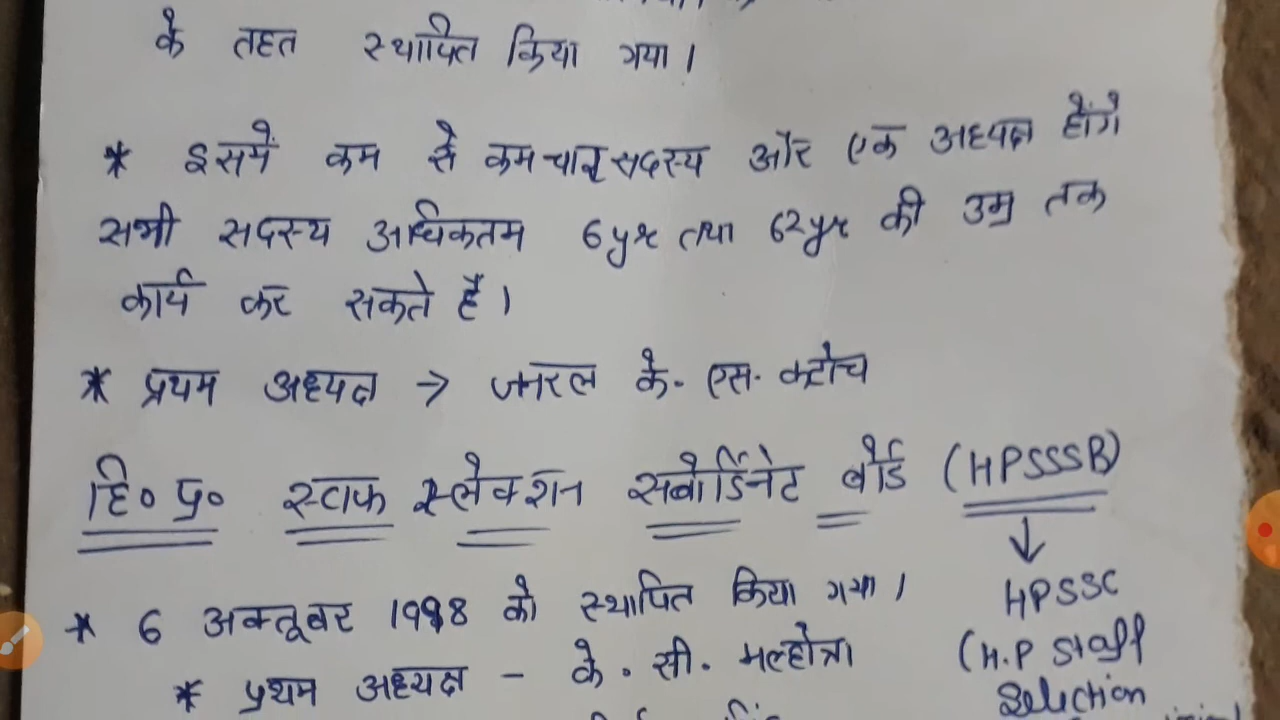 के तहत स्थापित किया गया।
* इसमें कम से कम चार सदस्य और एक अध्यक्ष होंगे
सभी सदस्य अधिकतम 6yr तथा 62yr की उम्र तक
कार्य कर सकते हैं।
* प्रथम अध्यक्ष → जनरल के. एस. कटोच
हि० प्र० स्टाफ स्लेक्शन सबोर्डिनेट बोर्ड (HPSSSB)
↓
* 6 अक्तूबर 1998 को स्थापित किया गया। HPSSC
* प्रथम अध्यक्ष - के. सी. मल्होत्रा (H.P Staff
Selection